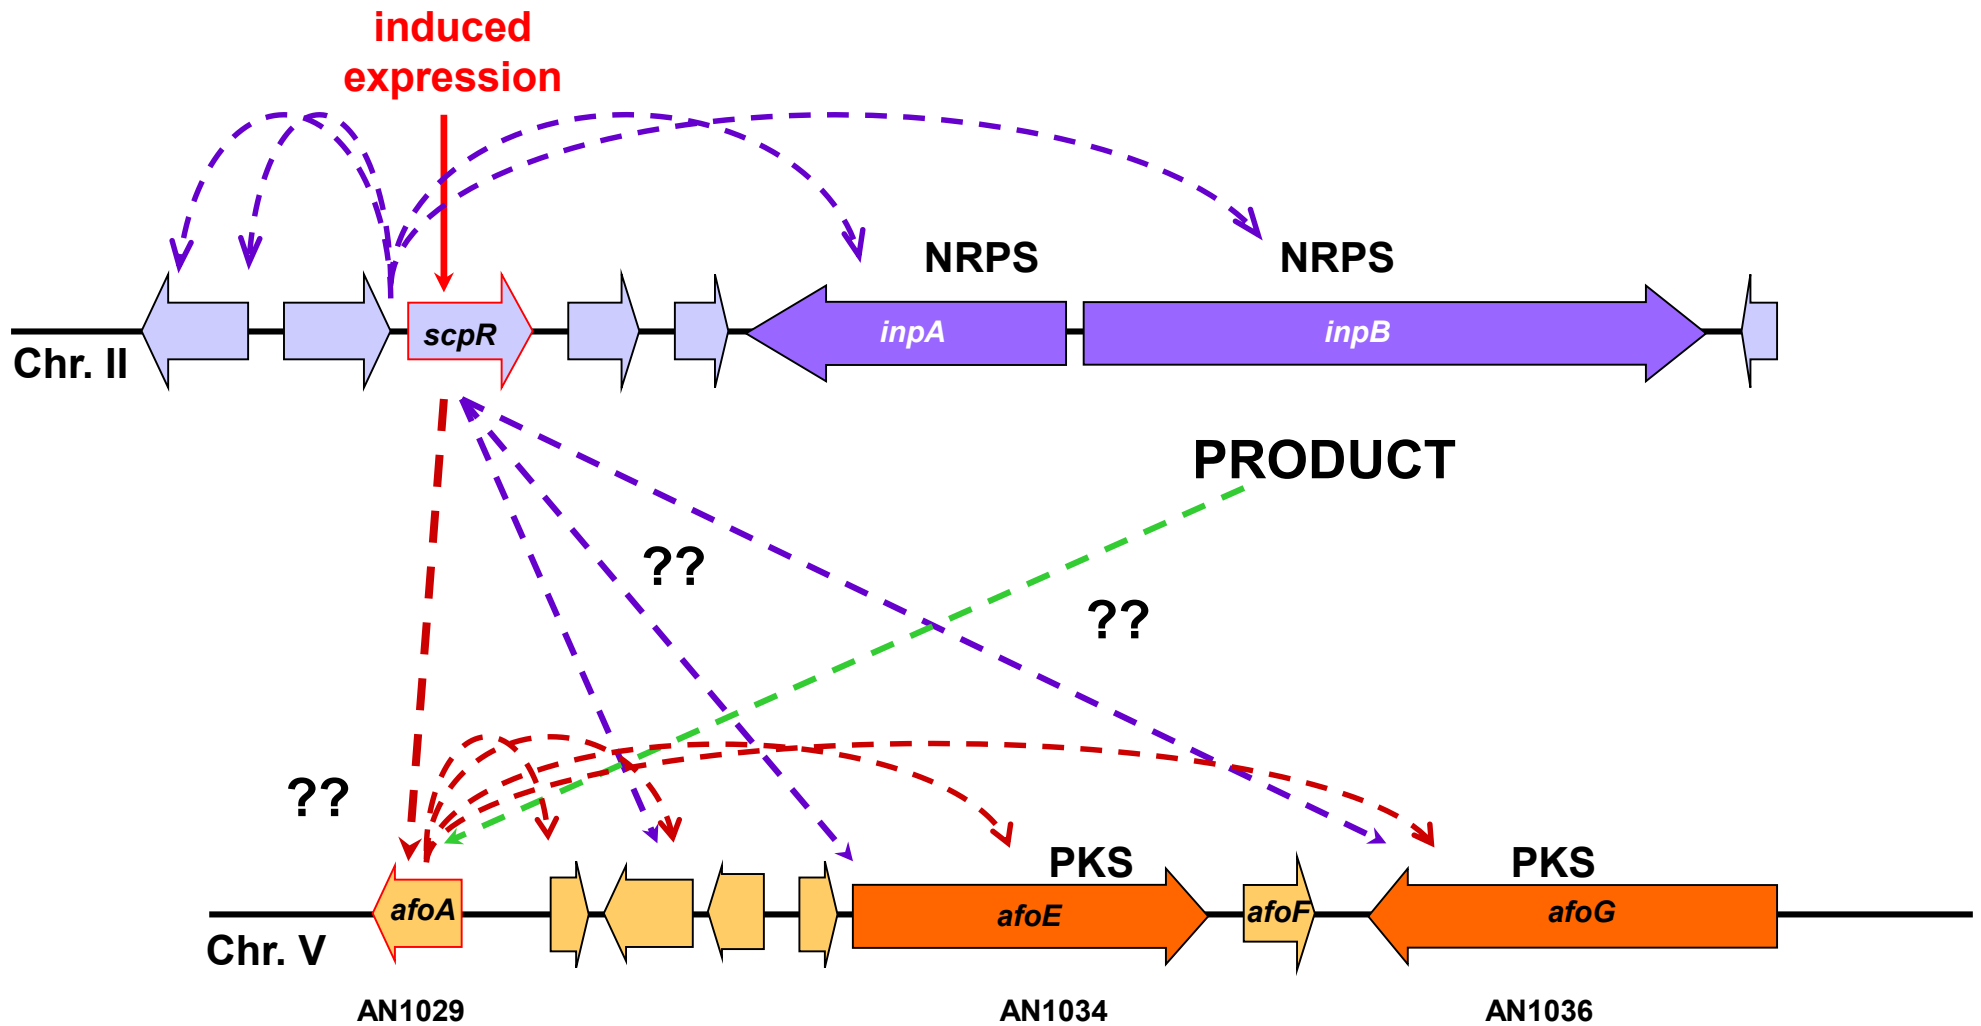 induced
expression
NRPS
NRPS
scpR
inpA
inpB
Chr. II
PRODUCT
??
??
??
PKS
PKS
afoA
afoE
afoF
afoG
Chr. V
AN1029
AN1034
AN1036